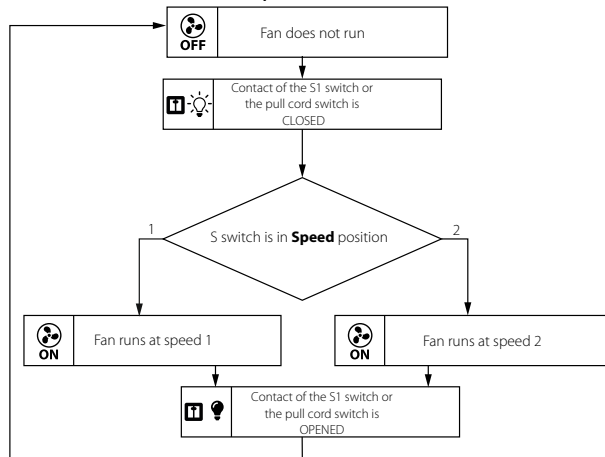 OFF
Fan does not run
Contact of the S1 switch or
the pull cord switch is
CLOSED
1
S switch is in Speed position
2
ON
Fan runs at speed 1
ON
Fan runs at speed 2
Contact of the S1 switch or
the pull cord switch is
OPENED